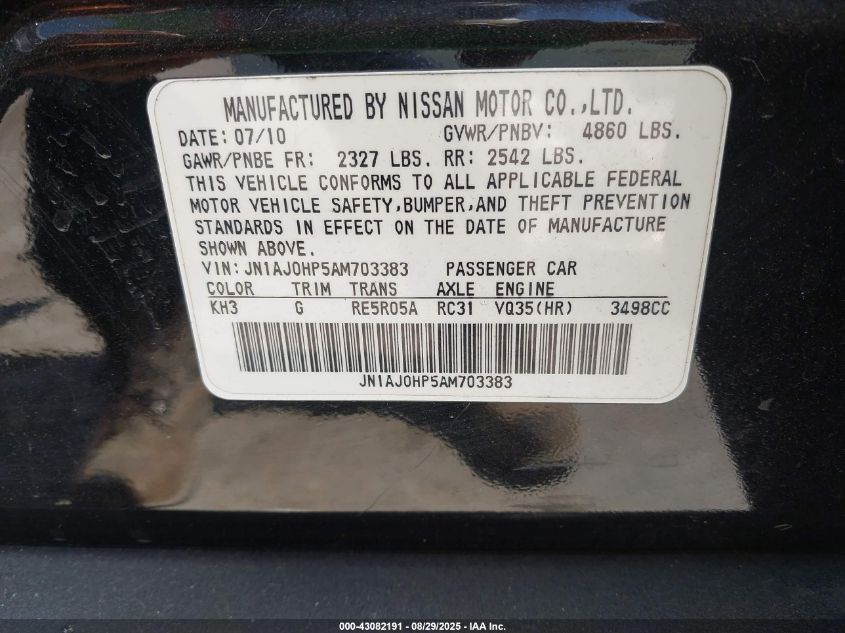 MANUFACTURED BY NISSAN MOTOR CO.,LTD.
DATE: 07/10 GVWR/PNBV: 4860 LBS.
GAWR/PNBE FR: 2327 LBS. RR: 2542 LBS.
THIS VEHICLE CONFORMS TO ALL APPLICABLE FEDERAL
MOTOR VEHICLE SAFETY,BUMPER,AND THEFT PREVENTION
STANDARDS IN EFFECT ON THE DATE OF MANUFACTURE
SHOWN ABOVE.
VIN:JN1AJ0HP5AM703383 PASSENGER CAR
COLOR TRIM TRANS AXLE ENGINE
KH3 G RE5R05A RC31 VQ35(HR) 3498CC
JN1AJ0HP5AM703383
000-43082191 - 08/29/2025 - IAA Inc.